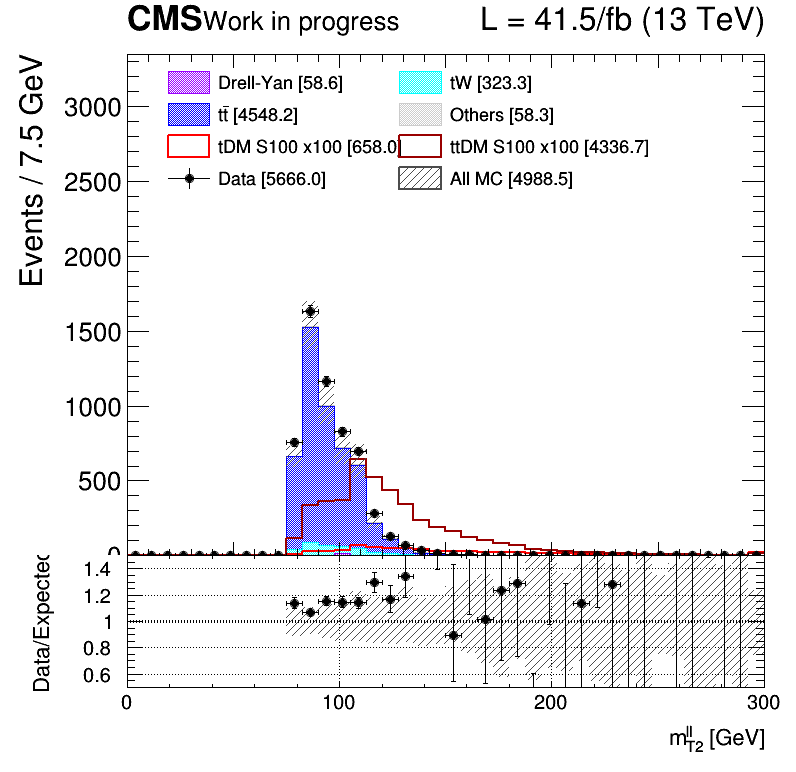 CMS Work in progress L = 41.5/fb (13 TeV)
Events / 7.5 GeV
3000
2500
2000
1500
1000
500
0
Drell-Yan [58.6]
tW [323.3]
tt̄ [4548.2]
Others [58.3]
tDM S100 x100 [658.0]
ttDM S100 x100 [4336.7]
Data [5666.0]
All MC [4988.5]
Data/Expected
1.4
1.2
1
0.8
0.6
0 100 200 300
m_{T2}^{ll} [GeV]